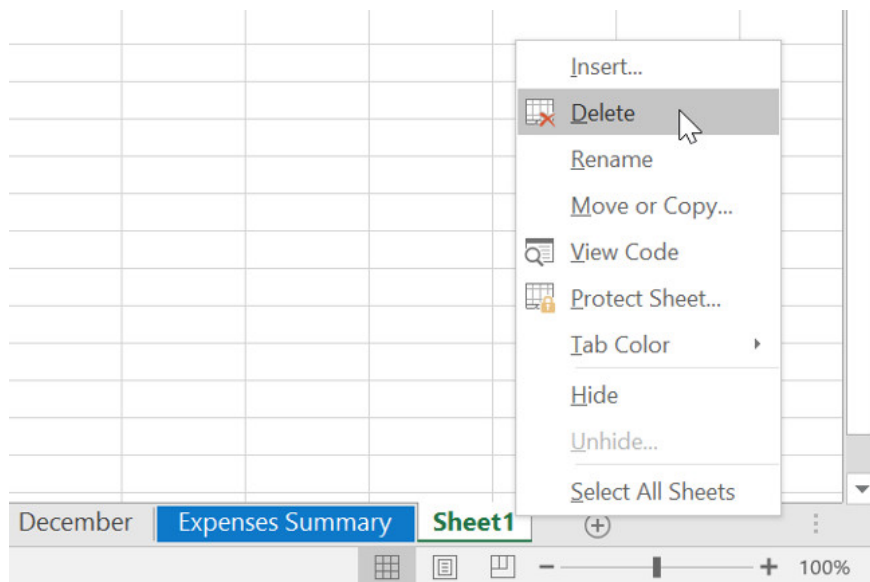 Insert...
Delete
Rename
Move or Copy...
View Code
Protect Sheet...
Tab Color
Hide
Unhide...
Select All Sheets
December Expenses Summary Sheet1
100%